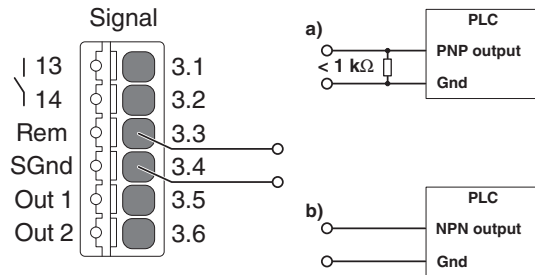 Signal
13 3.1
14 3.2
Rem 3.3
SGnd 3.4
Out 1 3.5
Out 2 3.6
a)
PLC
PNP output
< 1 kΩ
Gnd
b)
PLC
NPN output
Gnd